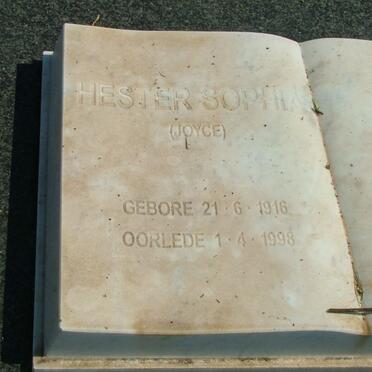 HESTER SOPHIA
(JOYCE)
GEBORE 21 · 6 · 1916
OORLEDE 1 · 4 · 1998